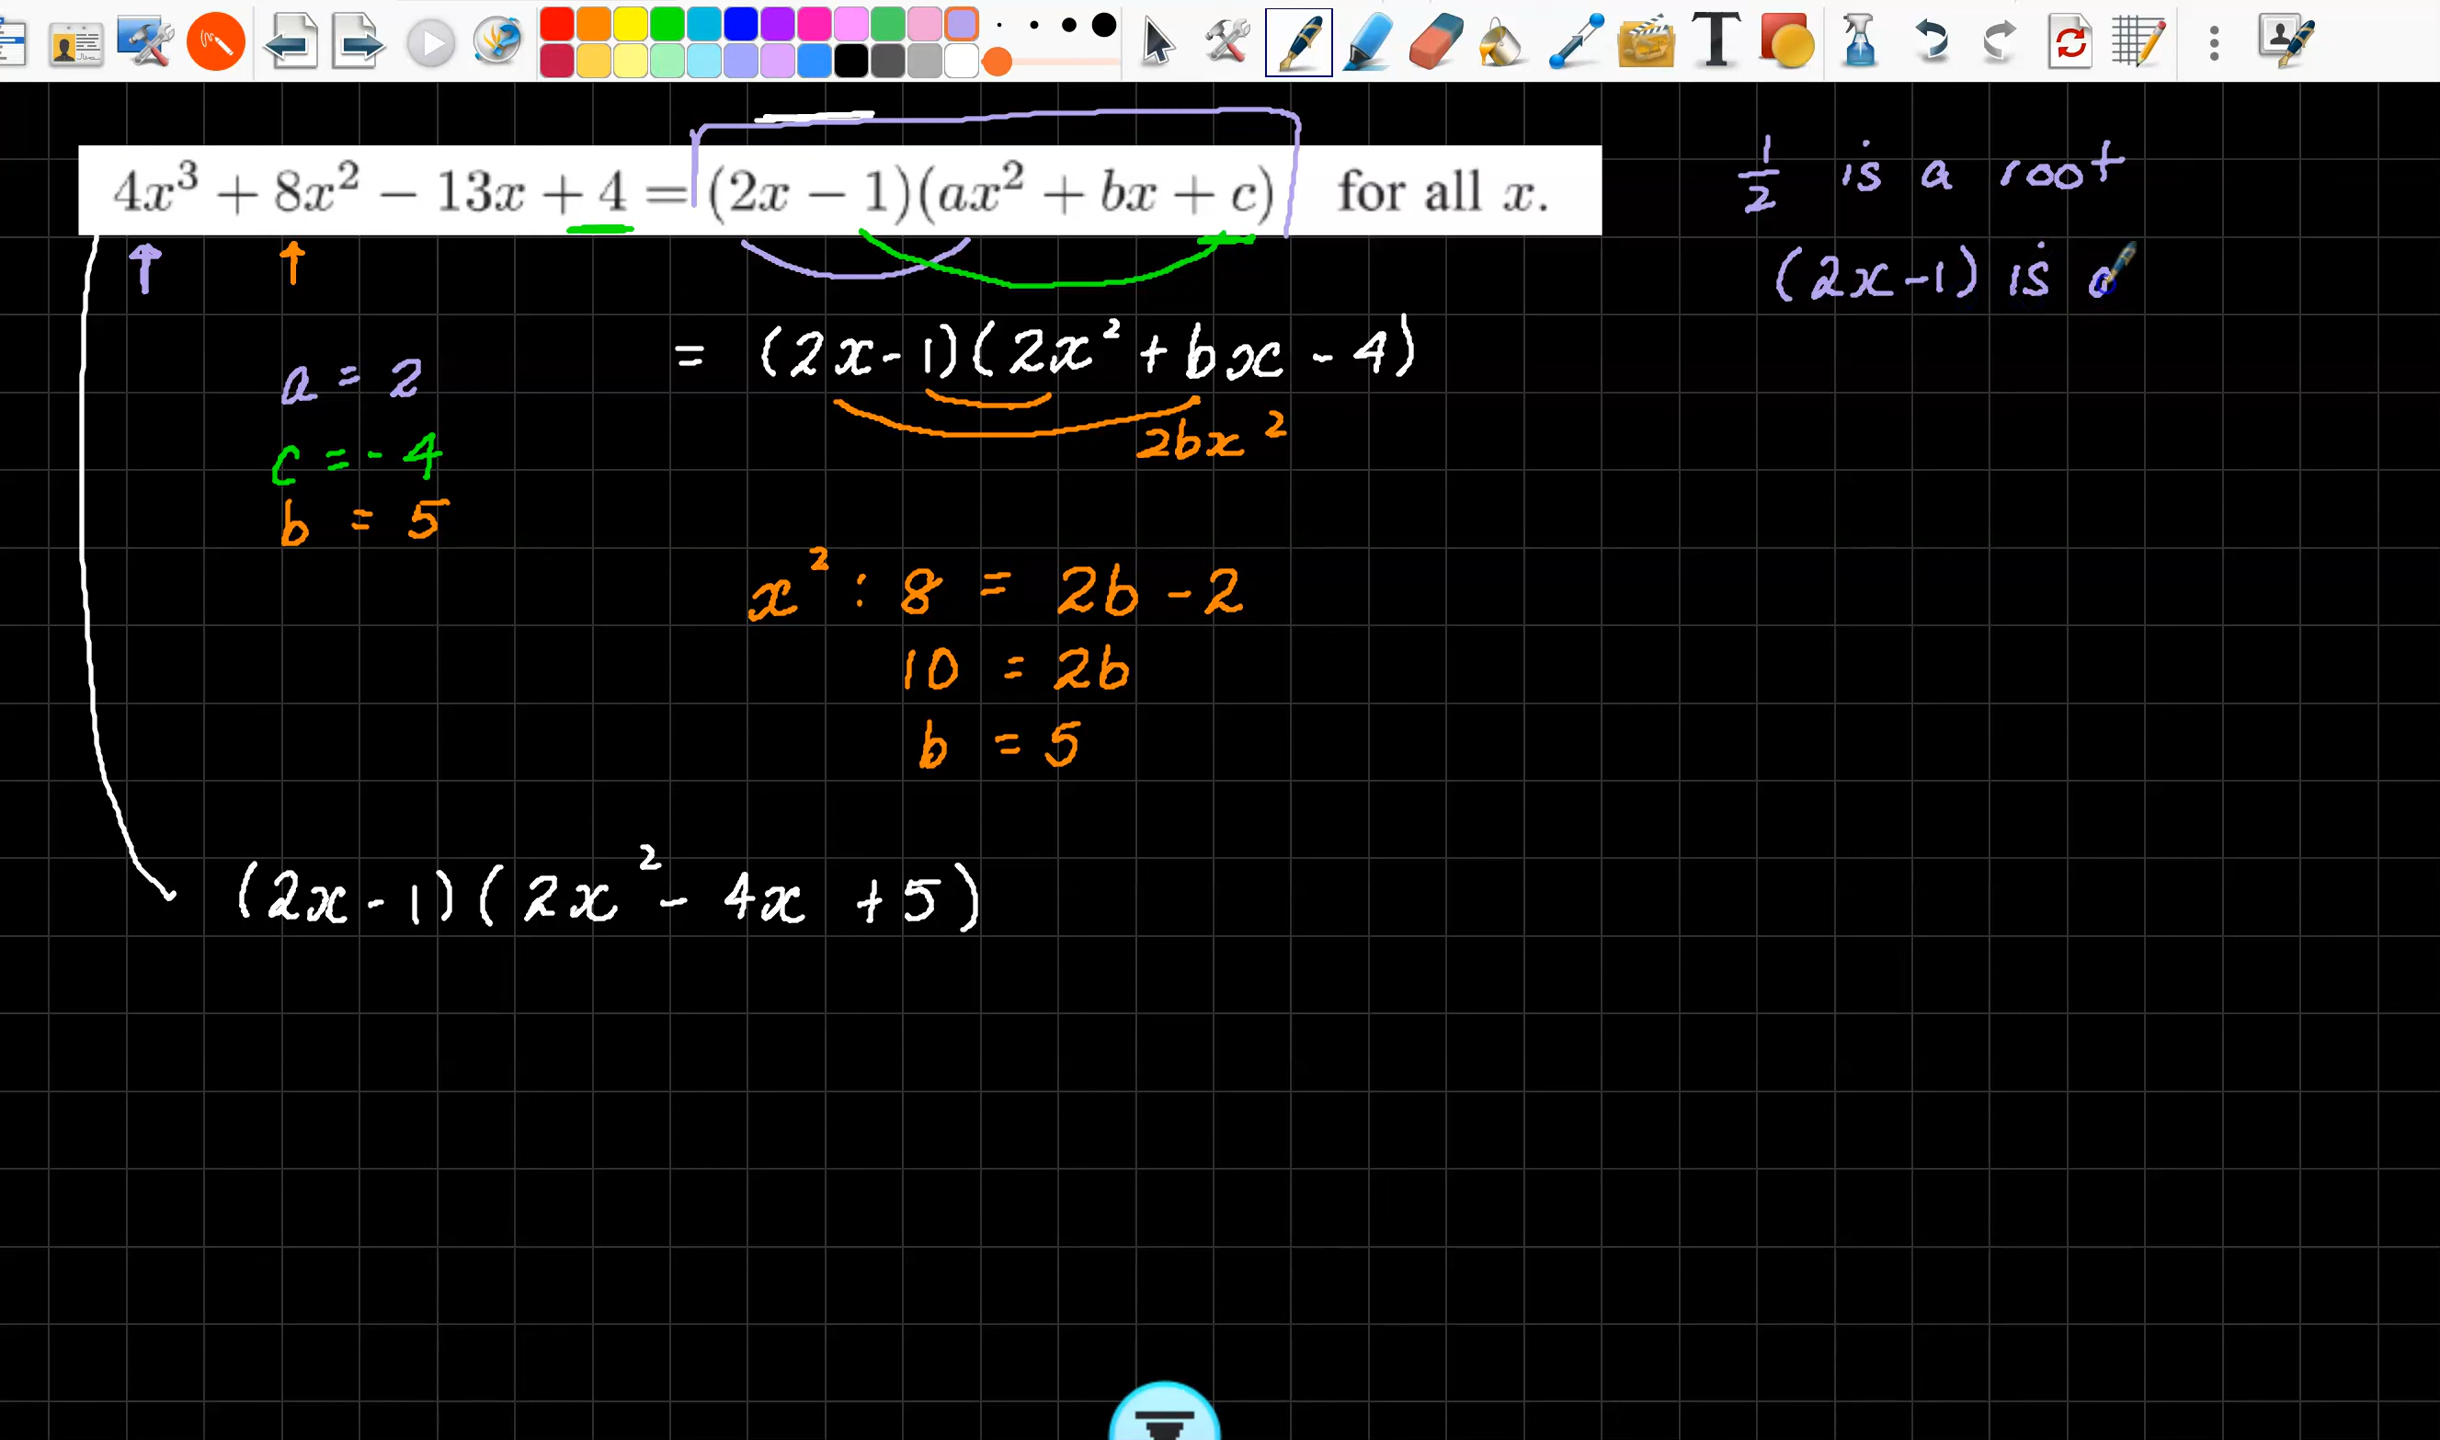 4x³ + 8x² − 13x + 4 = (2x − 1)(ax² + bx + c) for all x.
½ is a root
(2x-1) is a
= (2x-1)(2x² + bx - 4)
a = 2
2bx²
c = -4
b = 5
x² : 8 = 2b - 2
10 = 2b
b = 5
(2x-1)(2x² - 4x + 5)